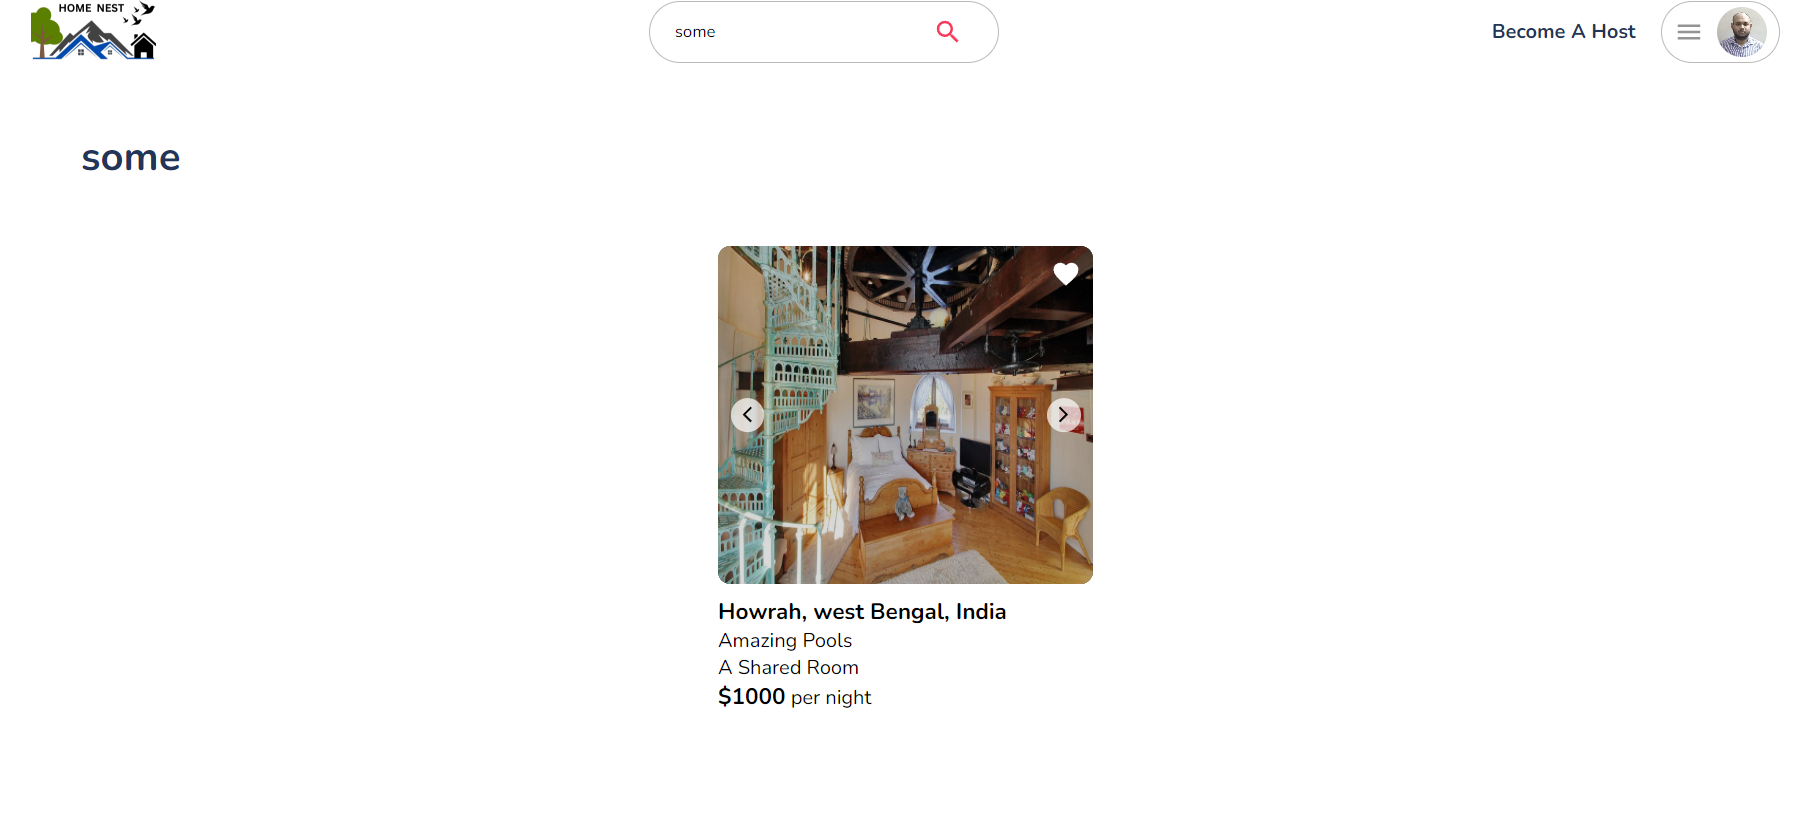 HOME NEST
some
Become A Host
some
Howrah, west Bengal, India
Amazing Pools
A Shared Room
$1000 per night